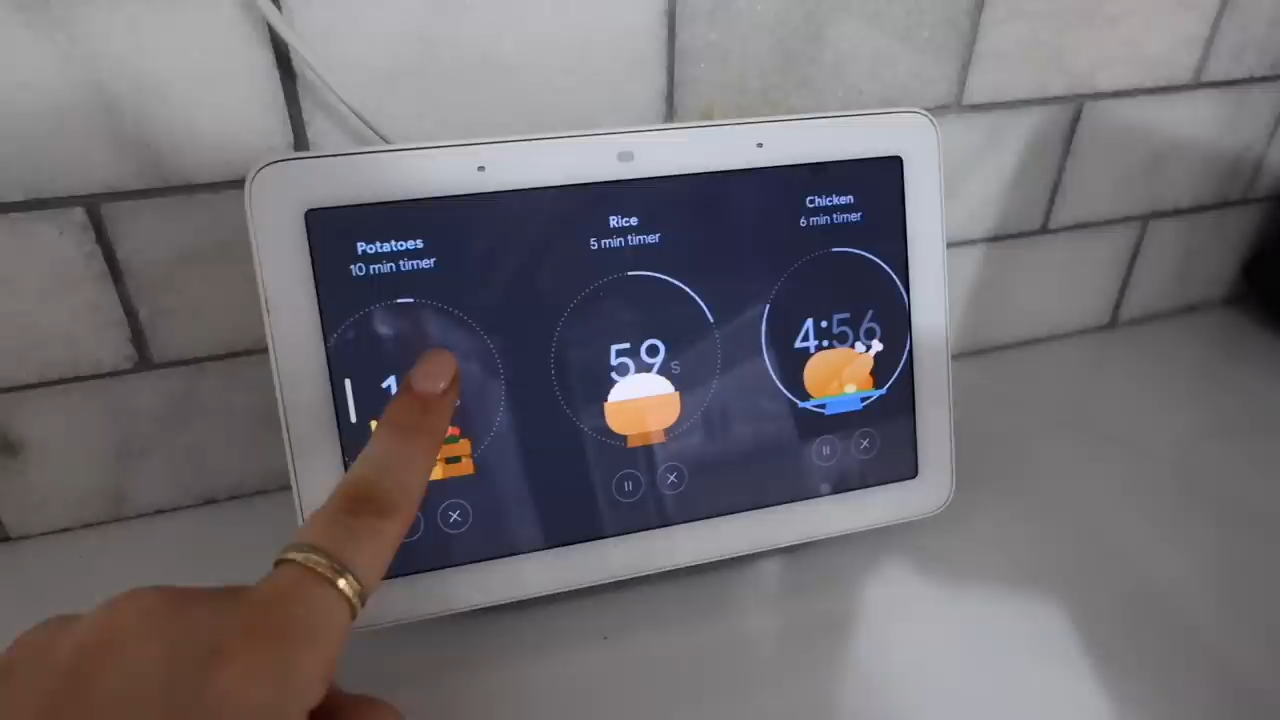 Potatoes
10 min timer
Rice
5 min timer
59s
Chicken
6 min timer
4:56